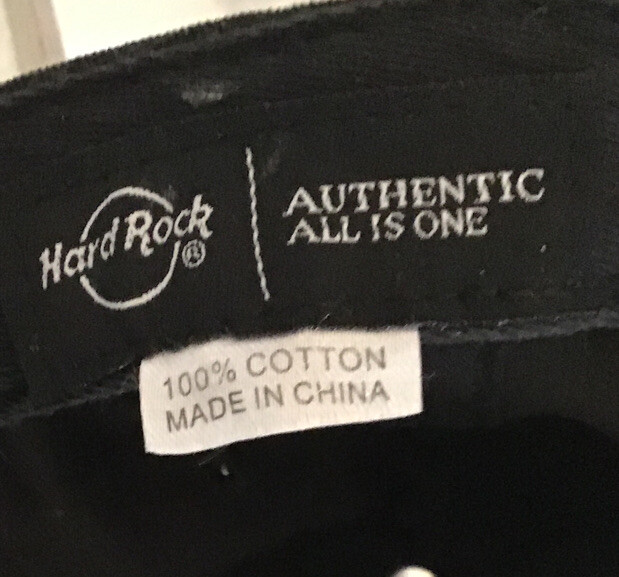 Hard Rock®
AUTHENTIC
ALL IS ONE
100% COTTON
MADE IN CHINA